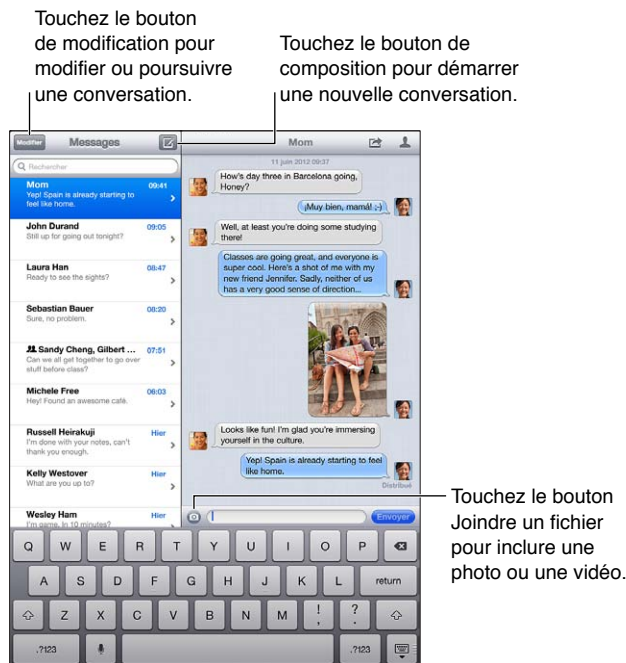 Touchez le bouton
de modification pour
modifier ou poursuivre
une conversation.
Touchez le bouton de
composition pour démarrer
une nouvelle conversation.
Modifier
Messages
Mom
Rechercher
Mom 09:41
Yep! Spain is already starting to
feel like home.
John Durand 09:05
Still up for going out tonight?
Laura Han 08:47
Ready to see the sights?
Sebastian Bauer 08:20
Sure, no problem.
Sandy Cheng, Gilbert ... 07:51
Can we all get together to go over
stuff before class?
Michele Free 06:03
Hey! Found an awesome café.
Russell Heirakuji Hier
I'm done with your notes, can't
thank you enough.
Kelly Westover Hier
What are you up to?
Wesley Ham Hier
I'm game. In 10 minutes?
11 juin 2012 09:37
How's day three in Barcelona going,
Honey?
¡Muy bien, mamá! ;-)
Well, at least you're doing some studying
there!
Classes are going great, and everyone is
super cool. Here's a shot of me with my
new friend Jennifer. Sadly, neither of us
has a very good sense of direction...
Looks like fun! I'm glad you're immersing
yourself in the culture.
Yep! Spain is already starting to feel
like home.
Distribué
Envoyer
Touchez le bouton
Joindre un fichier
pour inclure une
photo ou une vidéo.
Q W E R T Y U I O P
A S D F G H J K L return
Z X C V B N M ! , ? .
.?123 .?123